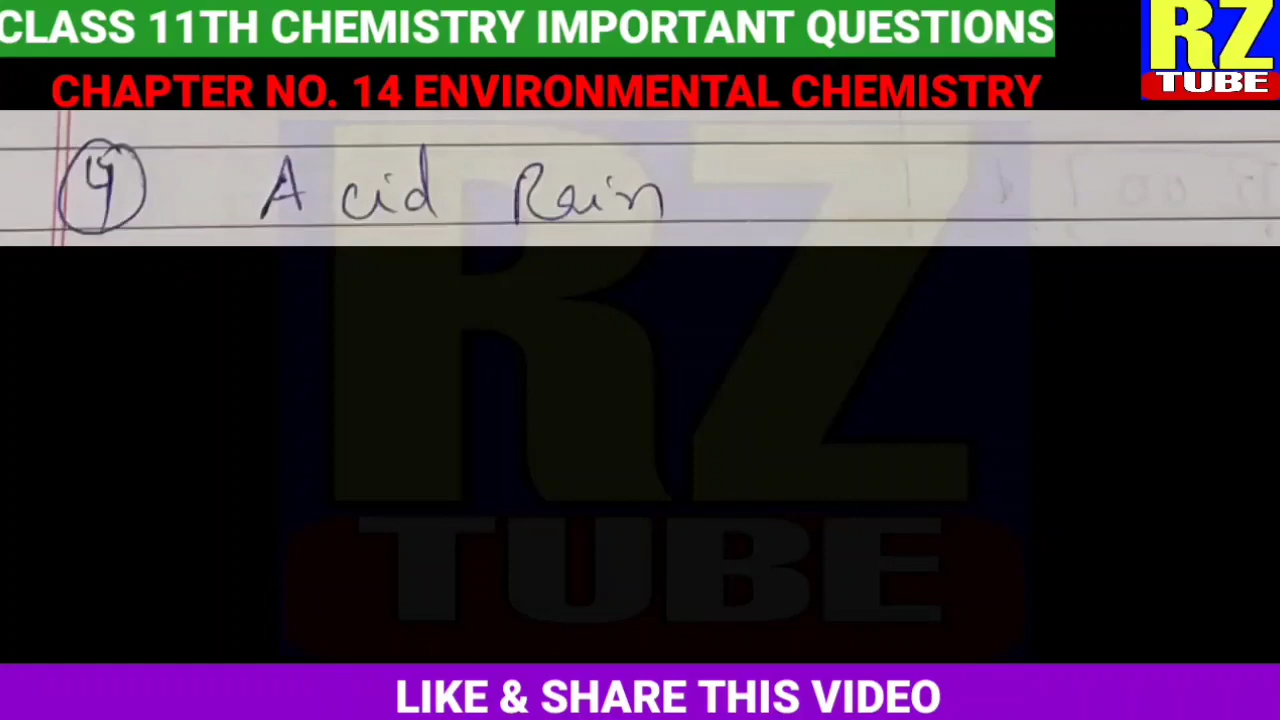 CLASS 11TH CHEMISTRY IMPORTANT QUESTIONS
RZ
TUBE
CHAPTER NO. 14 ENVIRONMENTAL CHEMISTRY
4 Acid Rain
RZ
TUBE
LIKE & SHARE THIS VIDEO